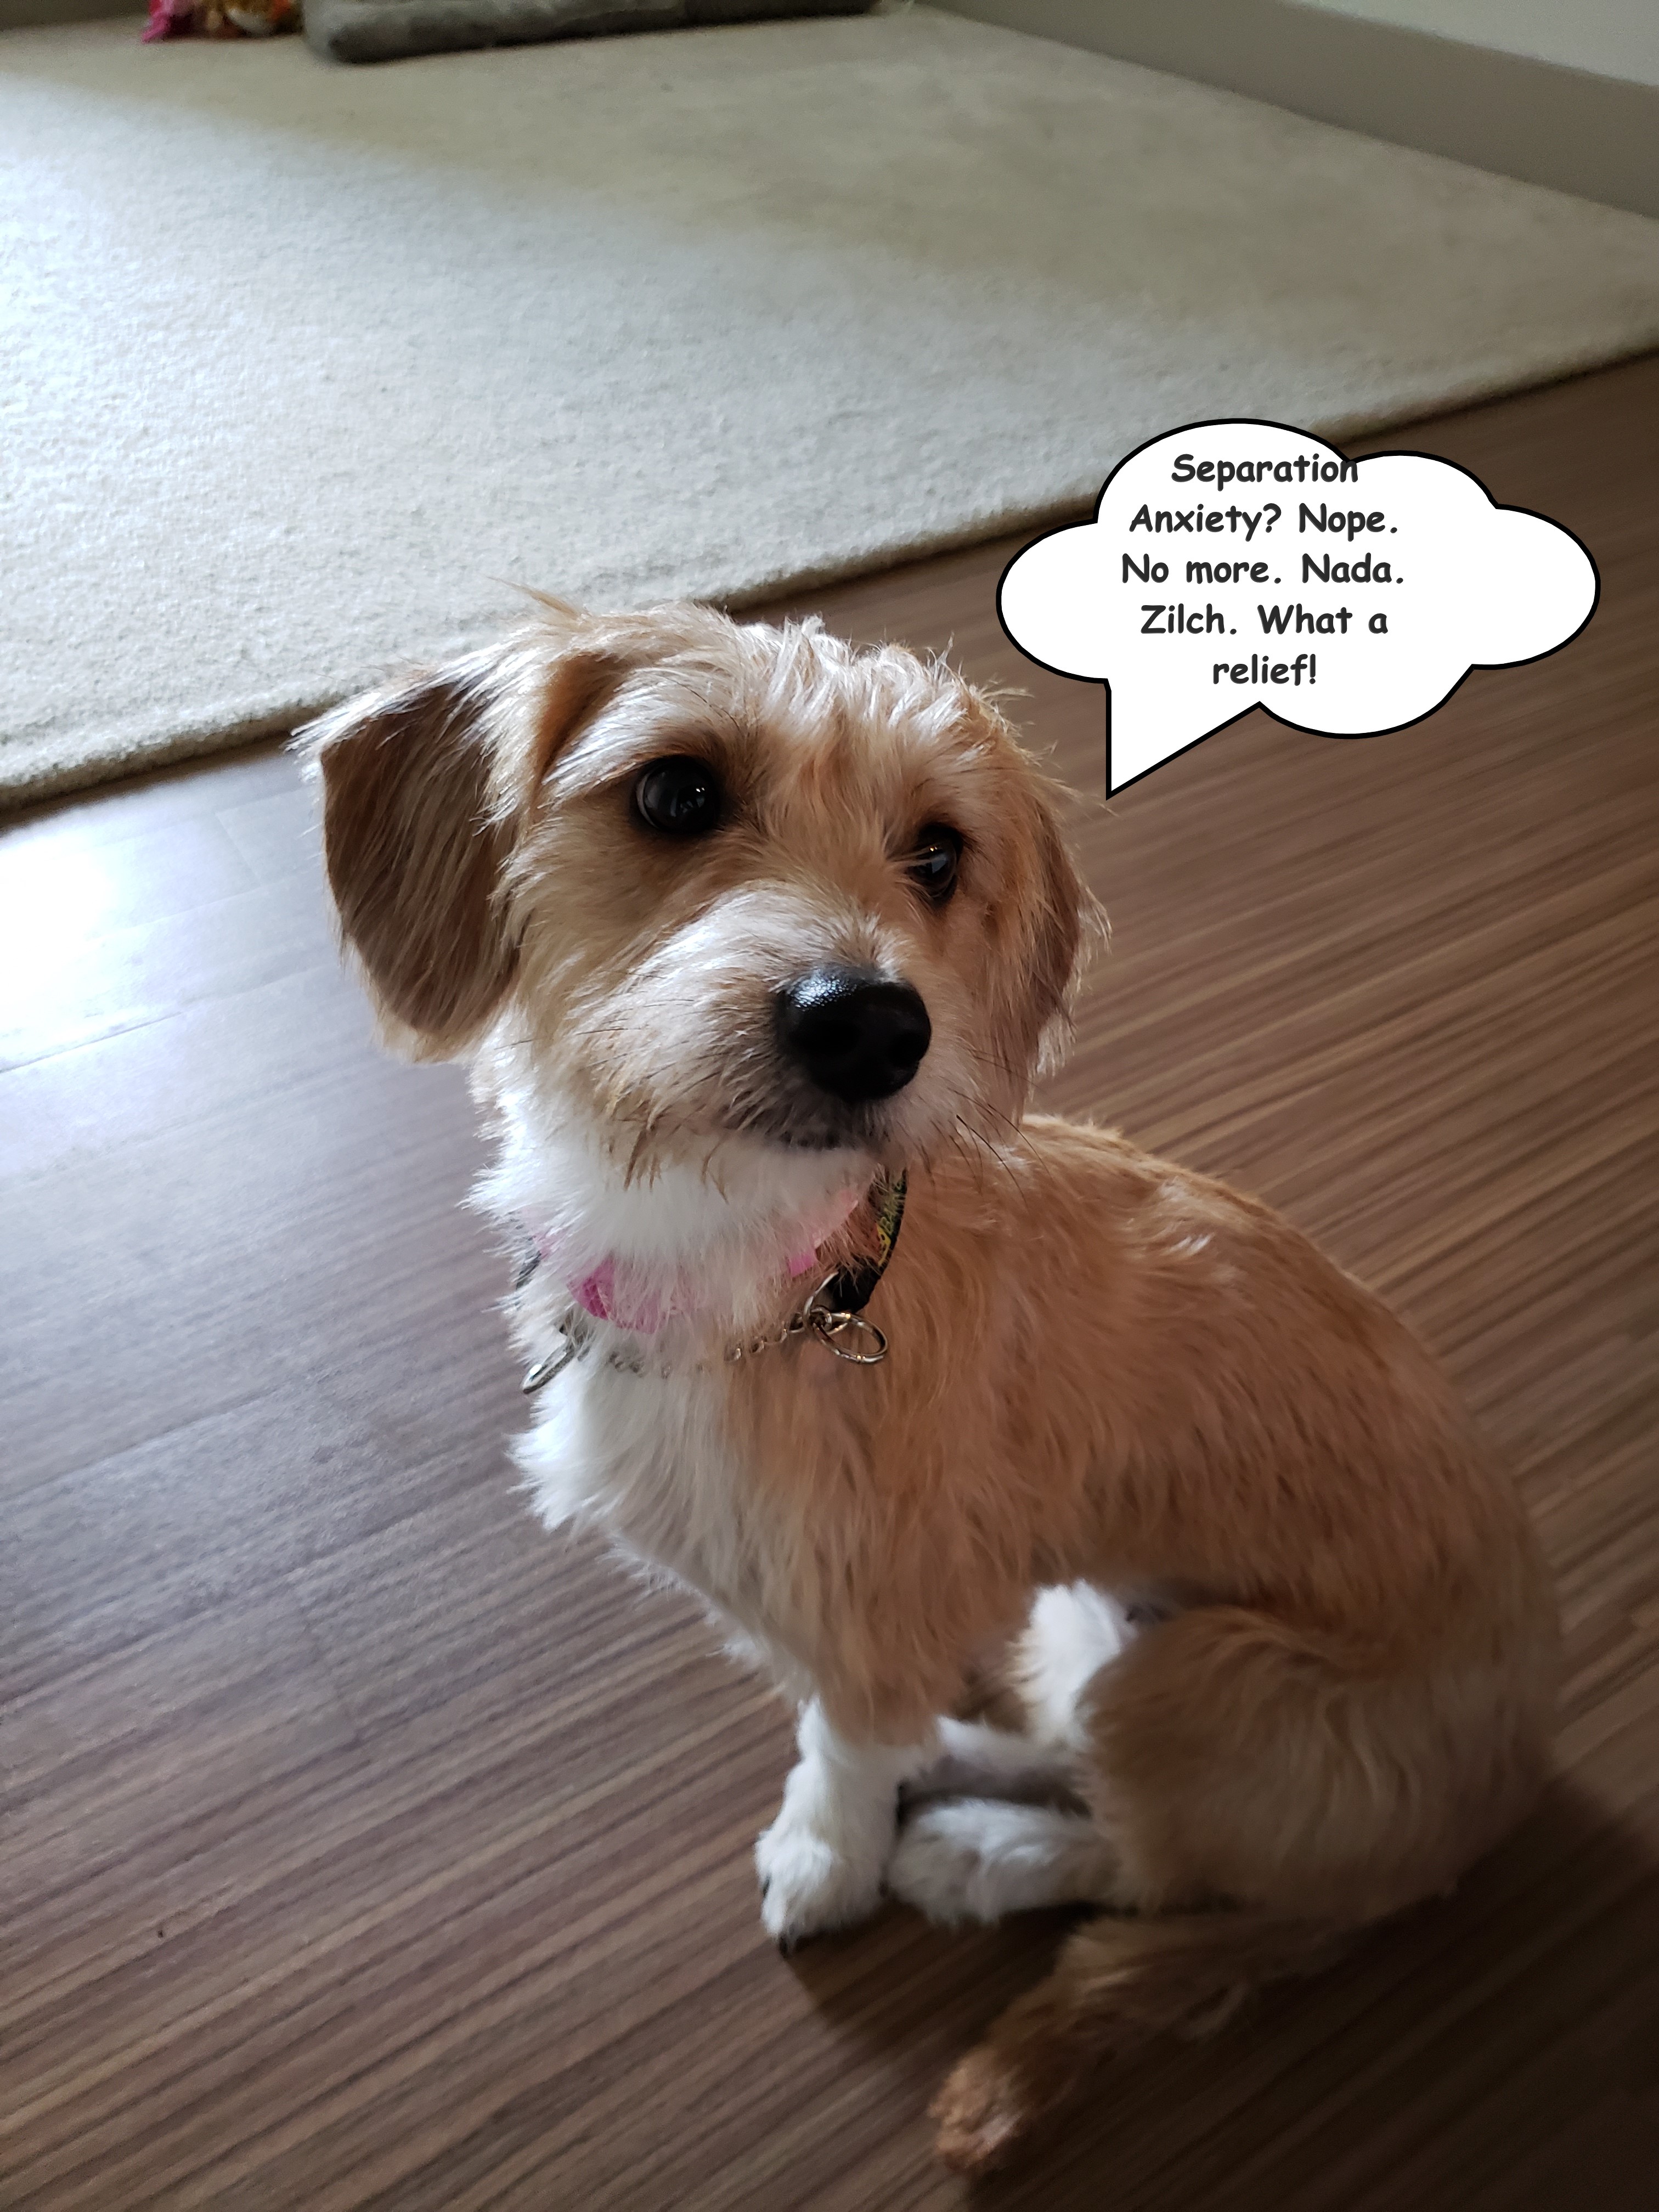 Separation
Anxiety? Nope.
No more. Nada.
Zilch. What a
relief!